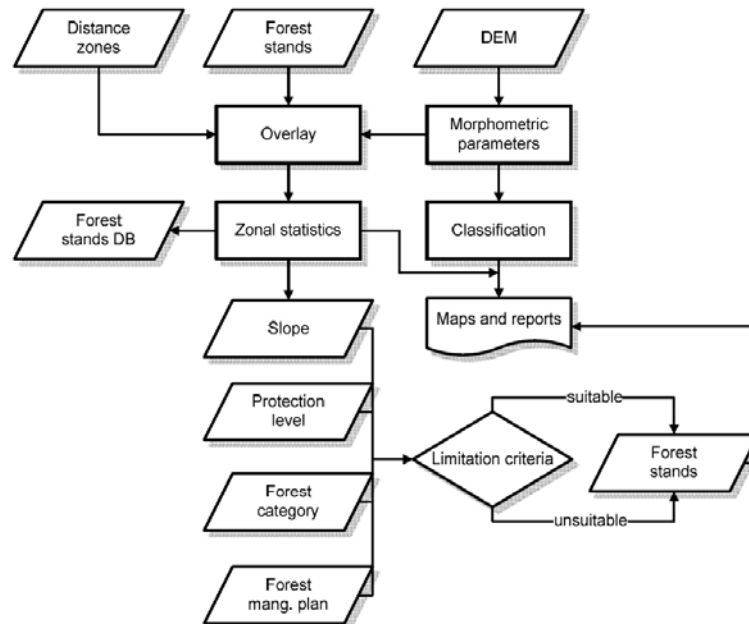 Distance
zones
Forest
stands
DEM
Overlay
Morphometric
parameters
Forest
stands DB
Zonal statistics
Classification
Slope
Maps and reports
Protection
level
suitable
Limitation criteria
Forest
stands
Forest
category
unsuitable
Forest
mang. plan